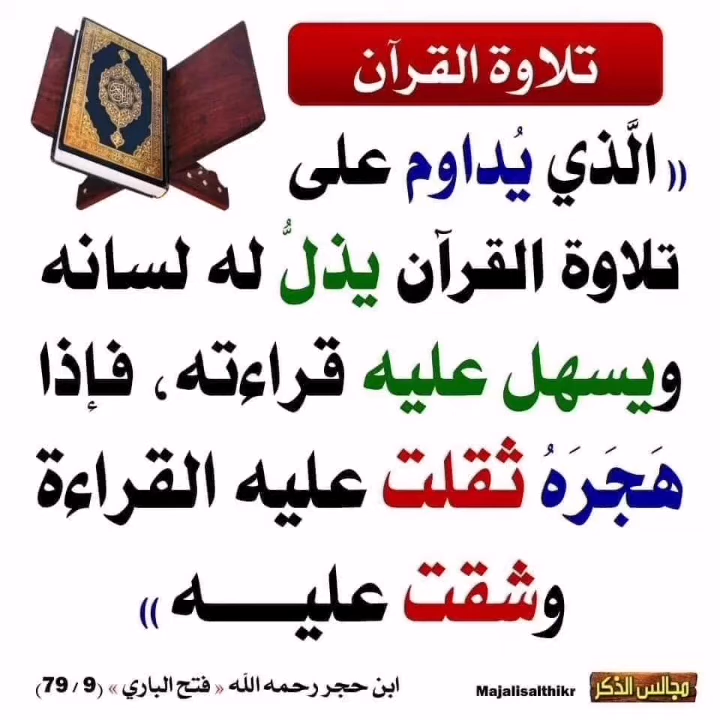 تلاوة القرآن
(( الَّذي يُداوم على
تلاوة القرآن يذلُّ له لسانه
ويسهل عليه قراءته، فإذا
هَجَرَهُ ثقلت عليه القراءة
وشقت عليـــه ))
ابن حجر رحمه الله « فتح الباري » (9 / 79)
Majalisalthikr
مجالس الذكر